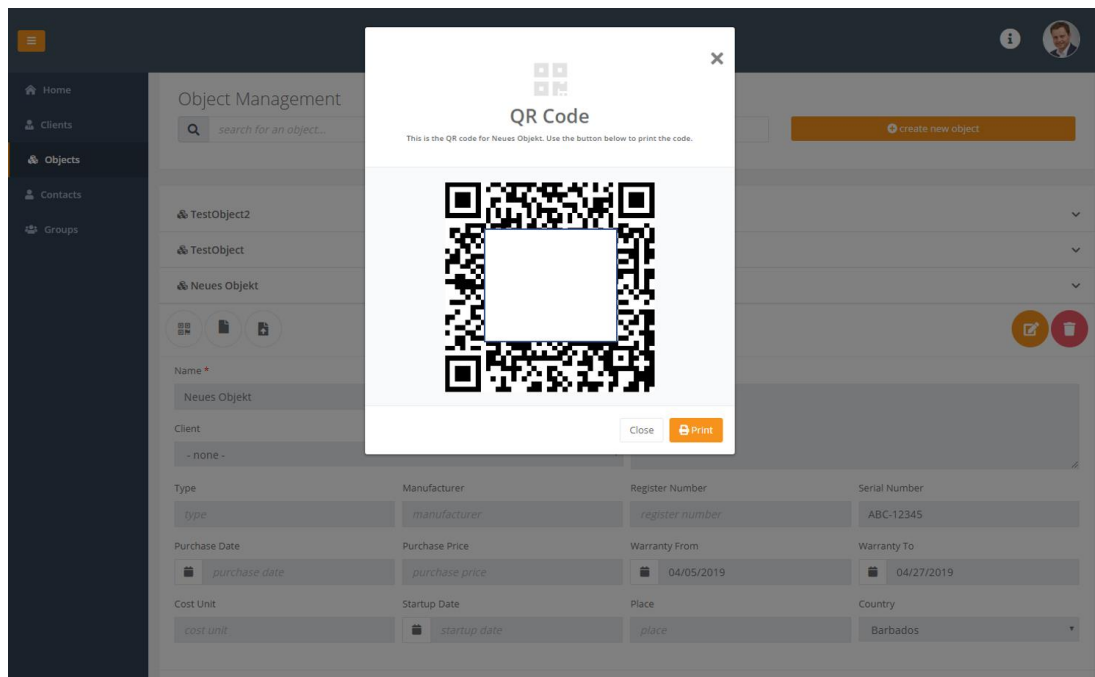 Home
Clients
Objects
Contacts
Groups
Object Management
search for an object...
create new object
TestObject2
TestObject
Neues Objekt
QR Code
This is the QR code for Neues Objekt. Use the button below to print the code.
Close
Print
Name *
Neues Objekt
Client
- none -
Type Manufacturer Register Number Serial Number
type manufacturer register number ABC-12345
Purchase Date Purchase Price Warranty From Warranty To
purchase date purchase price 04/05/2019 04/27/2019
Cost Unit Startup Date Place Country
cost unit startup date place Barbados